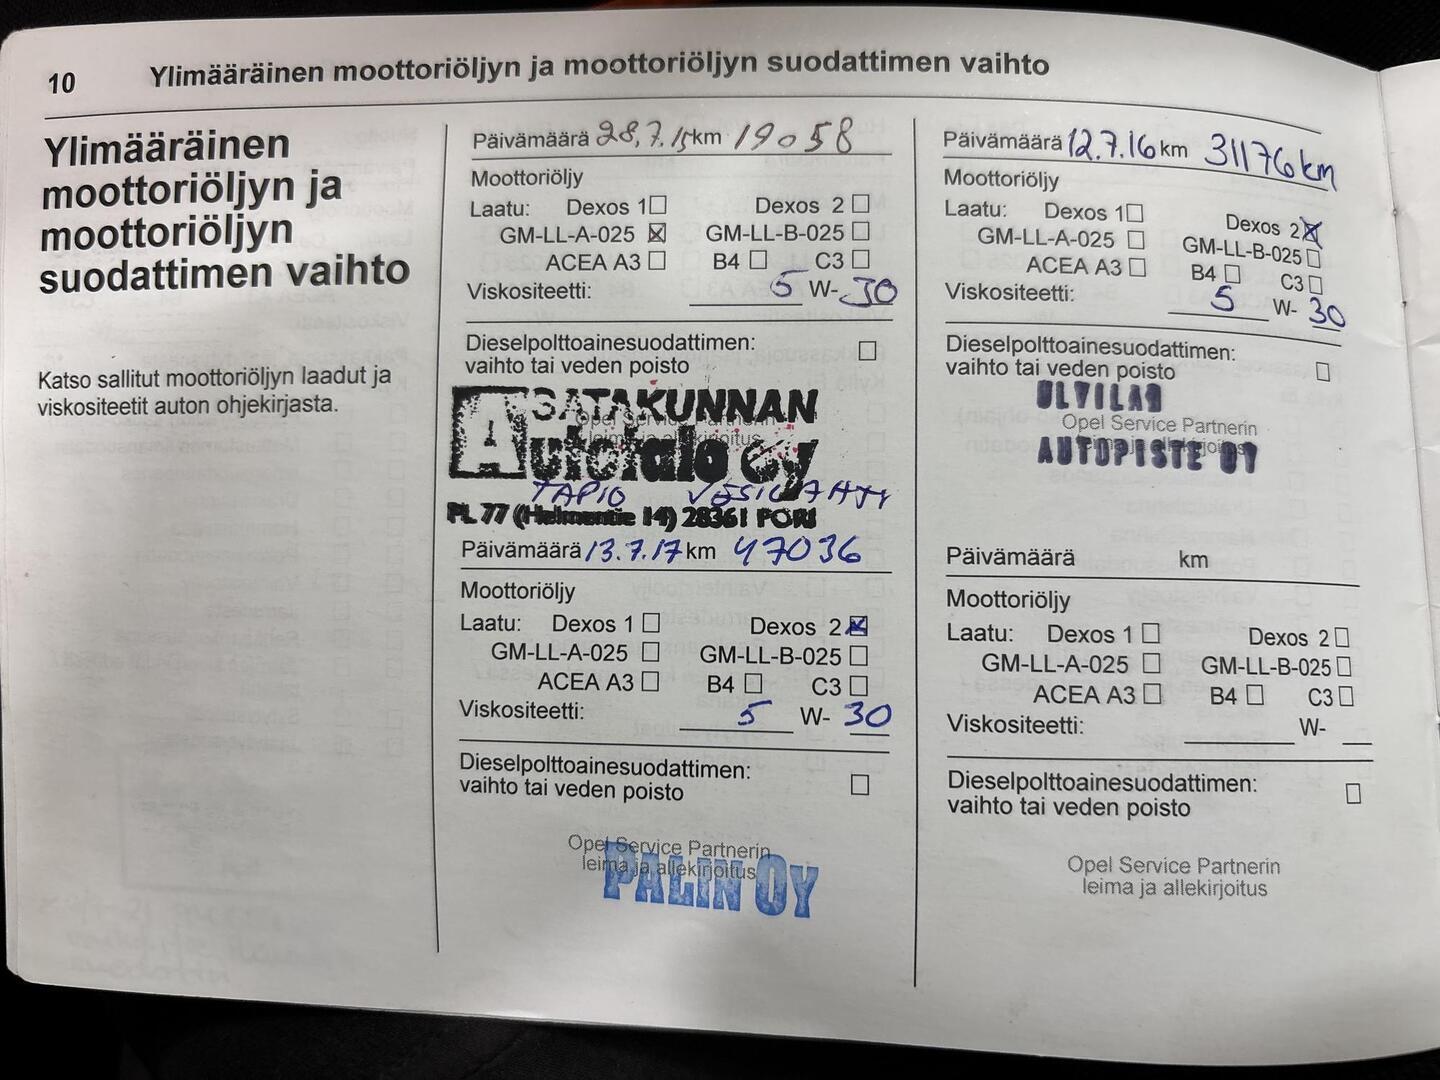 10 Ylimääräinen moottoriöljyn ja moottoriöljyn suodattimen vaihto
Ylimääräinen
moottoriöljyn ja
moottoriöljyn
suodattimen vaihto
Katso sallitut moottoriöljyn laadut ja
viskositeetit auton ohjekirjasta.
Päivämäärä 28.7.15 km 19058
Moottoriöljy
Laatu: Dexos 1 Dexos 2
GM-LL-A-025 GM-LL-B-025
ACEA A3 B4 C3
Viskositeetti: 5 W- 30
Dieselpolttoainesuodattimen:
vaihto tai veden poisto
SATAKUNNAN
Opel Service Partnerin
leima ja allekirjoitus
Autotalo oy
TAPIO VESILAHTI
PL 77 (Helmentie 14) 28361 PORI
Päivämäärä 13.7.17 km 47036
Moottoriöljy
Laatu: Dexos 1 Dexos 2
GM-LL-A-025 GM-LL-B-025
ACEA A3 B4 C3
Viskositeetti: 5 W- 30
Dieselpolttoainesuodattimen:
vaihto tai veden poisto
Opel Service Partnerin
leima ja allekirjoitus
PALIN OY
Päivämäärä 12.7.16 km 31176 km
Moottoriöljy
Laatu: Dexos 1 Dexos 2
GM-LL-A-025 GM-LL-B-025
ACEA A3 B4 C3
Viskositeetti: 5 W- 30
Dieselpolttoainesuodattimen:
vaihto tai veden poisto
ULVILAN
Opel Service Partnerin
leima ja allekirjoitus
AUTOPISTE OY
Päivämäärä km
Moottoriöljy
Laatu: Dexos 1 Dexos 2
GM-LL-A-025 GM-LL-B-025
ACEA A3 B4 C3
Viskositeetti: W-
Dieselpolttoainesuodattimen:
vaihto tai veden poisto
Opel Service Partnerin
leima ja allekirjoitus